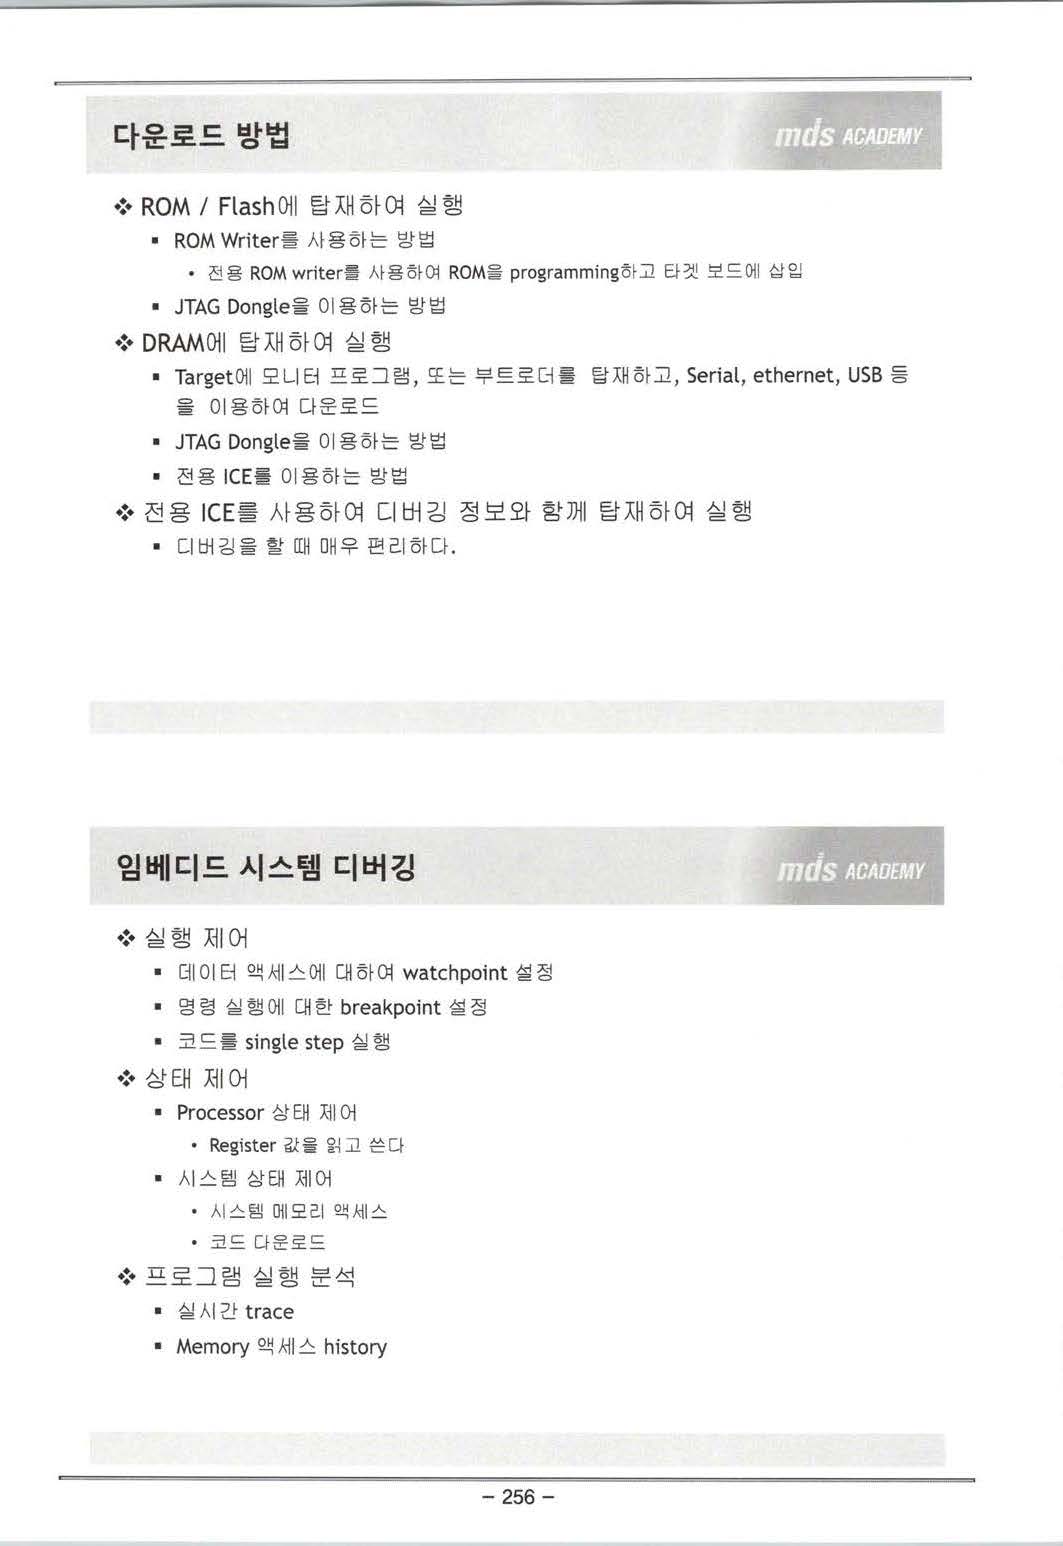 다운로드 방법
mds ACADEMY
❖ ROM / Flash에 탑재하여 실행
▪ ROM Writer를 사용하는 방법
• 전용 ROM writer를 사용하여 ROM을 programming하고 타겟 보드에 삽입
▪ JTAG Dongle을 이용하는 방법
❖ DRAM에 탑재하여 실행
▪ Target에 모니터 프로그램, 또는 부트로더를 탑재하고, Serial, ethernet, USB 등
을 이용하여 다운로드
▪ JTAG Dongle을 이용하는 방법
▪ 전용 ICE를 이용하는 방법
❖ 전용 ICE를 사용하여 디버깅 정보와 함께 탑재하여 실행
▪ 디버깅을 할 때 매우 편리하다.
임베디드 시스템 디버깅
mds ACADEMY
❖ 실행 제어
▪ 데이터 액세스에 대하여 watchpoint 설정
▪ 명령 실행에 대한 breakpoint 설정
▪ 코드를 single step 실행
❖ 상태 제어
▪ Processor 상태 제어
• Register 값을 읽고 쓴다
▪ 시스템 상태 제어
• 시스템 메모리 액세스
• 코드 다운로드
❖ 프로그램 실행 분석
▪ 실시간 trace
▪ Memory 액세스 history
- 256 -